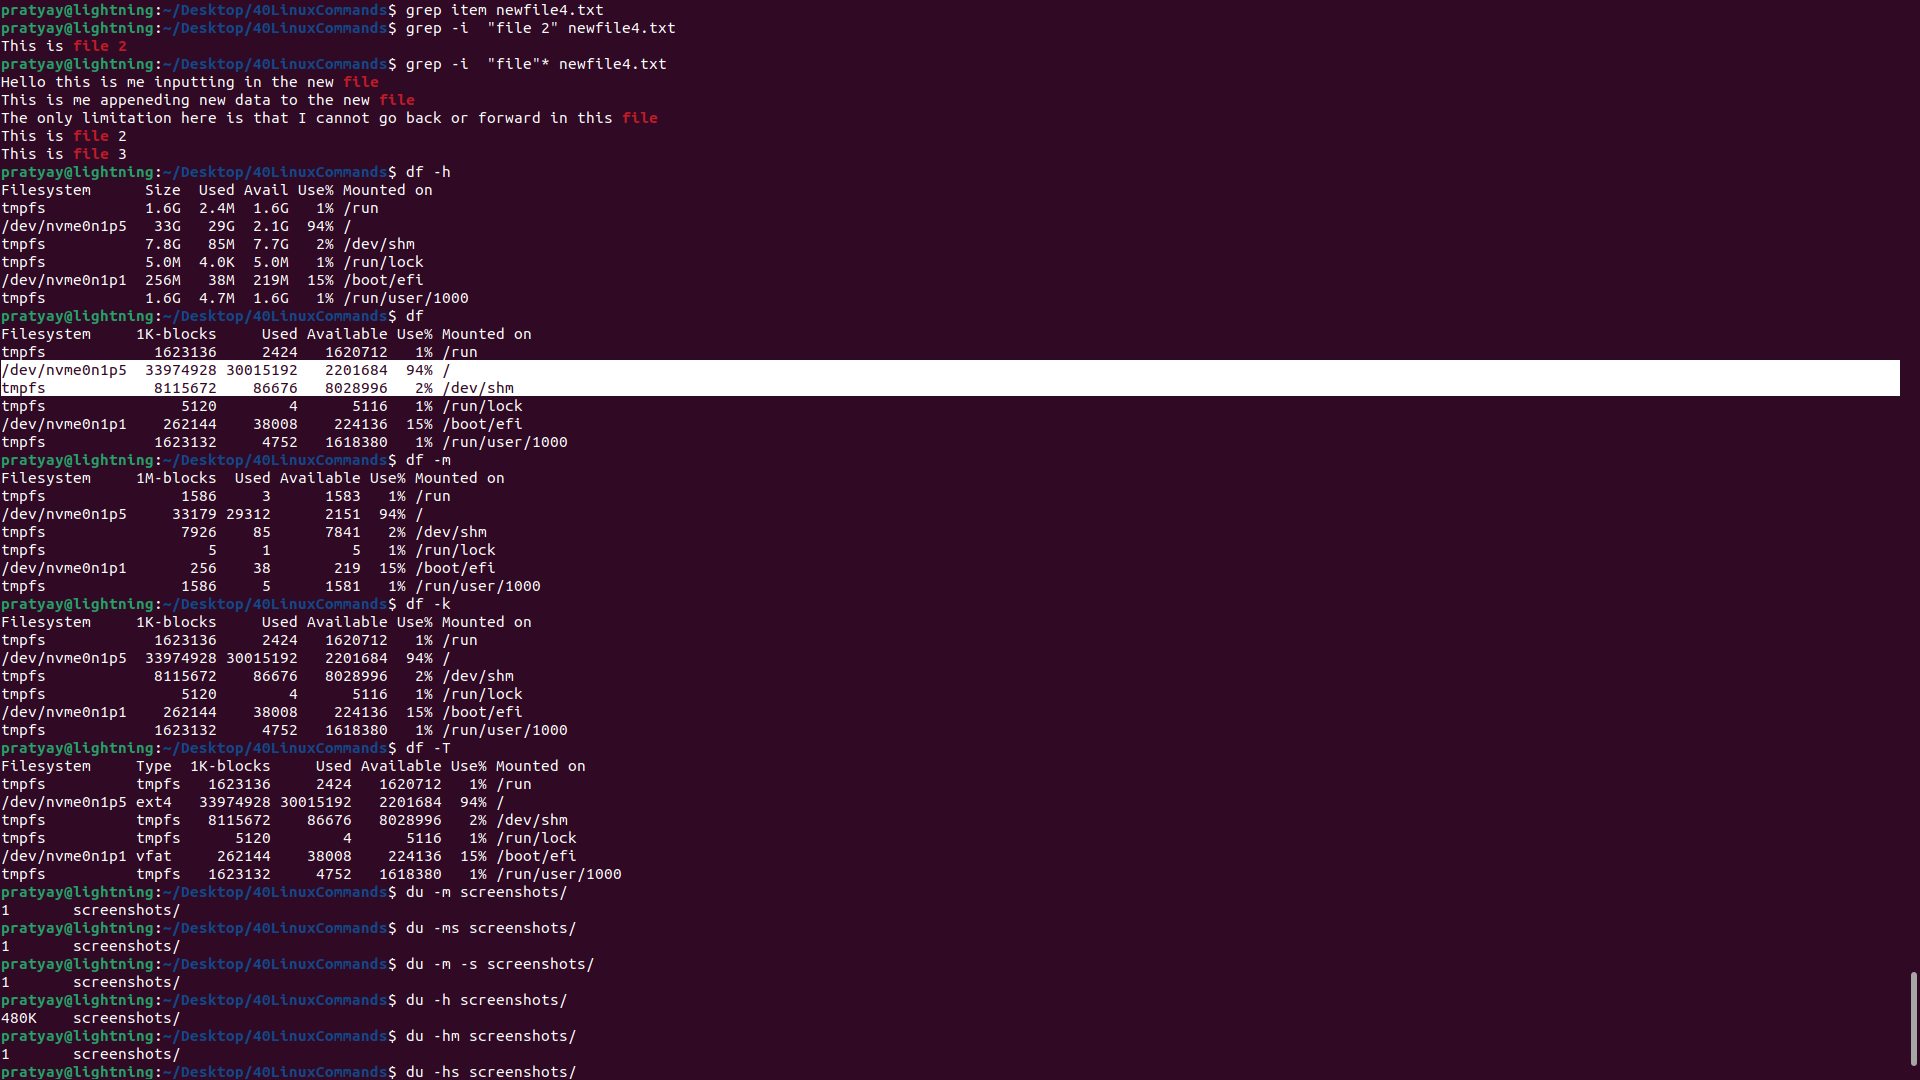 pratyay@lightning:~/Desktop/40LinuxCommands$ grep item newfile4.txt
pratyay@lightning:~/Desktop/40LinuxCommands$ grep -i  "file 2" newfile4.txt
This is file 2
pratyay@lightning:~/Desktop/40LinuxCommands$ grep -i  "file"* newfile4.txt
Hello this is me inputting in the new file
This is me appeneding new data to the new file
The only limitation here is that I cannot go back or forward in this file
This is file 2
This is file 3
pratyay@lightning:~/Desktop/40LinuxCommands$ df -h
Filesystem      Size  Used Avail Use% Mounted on
tmpfs           1.6G  2.4M  1.6G   1% /run
/dev/nvme0n1p5   33G   29G  2.1G  94% /
tmpfs           7.8G   85M  7.7G   2% /dev/shm
tmpfs           5.0M  4.0K  5.0M   1% /run/lock
/dev/nvme0n1p1  256M   38M  219M  15% /boot/efi
tmpfs           1.6G  4.7M  1.6G   1% /run/user/1000
pratyay@lightning:~/Desktop/40LinuxCommands$ df
Filesystem     1K-blocks     Used Available Use% Mounted on
tmpfs            1623136     2424   1620712   1% /run
/dev/nvme0n1p5  33974928 30015192   2201684  94% /
tmpfs            8115672    86676   8028996   2% /dev/shm
tmpfs               5120        4      5116   1% /run/lock
/dev/nvme0n1p1    262144    38008    224136  15% /boot/efi
tmpfs            1623132     4752   1618380   1% /run/user/1000
pratyay@lightning:~/Desktop/40LinuxCommands$ df -m
Filesystem     1M-blocks  Used Available Use% Mounted on
tmpfs               1586     3      1583   1% /run
/dev/nvme0n1p5     33179 29312      2151  94% /
tmpfs               7926    85      7841   2% /dev/shm
tmpfs                  5     1         5   1% /run/lock
/dev/nvme0n1p1       256    38       219  15% /boot/efi
tmpfs               1586     5      1581   1% /run/user/1000
pratyay@lightning:~/Desktop/40LinuxCommands$ df -k
Filesystem     1K-blocks     Used Available Use% Mounted on
tmpfs            1623136     2424   1620712   1% /run
/dev/nvme0n1p5  33974928 30015192   2201684  94% /
tmpfs            8115672    86676   8028996   2% /dev/shm
tmpfs               5120        4      5116   1% /run/lock
/dev/nvme0n1p1    262144    38008    224136  15% /boot/efi
tmpfs            1623132     4752   1618380   1% /run/user/1000
pratyay@lightning:~/Desktop/40LinuxCommands$ df -T
Filesystem     Type  1K-blocks     Used Available Use% Mounted on
tmpfs          tmpfs   1623136     2424   1620712   1% /run
/dev/nvme0n1p5 ext4   33974928 30015192   2201684  94% /
tmpfs          tmpfs   8115672    86676   8028996   2% /dev/shm
tmpfs          tmpfs      5120        4      5116   1% /run/lock
/dev/nvme0n1p1 vfat     262144    38008    224136  15% /boot/efi
tmpfs          tmpfs   1623132     4752   1618380   1% /run/user/1000
pratyay@lightning:~/Desktop/40LinuxCommands$ du -m screenshots/
1       screenshots/
pratyay@lightning:~/Desktop/40LinuxCommands$ du -ms screenshots/
1       screenshots/
pratyay@lightning:~/Desktop/40LinuxCommands$ du -m -s screenshots/
1       screenshots/
pratyay@lightning:~/Desktop/40LinuxCommands$ du -h screenshots/
480K    screenshots/
pratyay@lightning:~/Desktop/40LinuxCommands$ du -hm screenshots/
1       screenshots/
pratyay@lightning:~/Desktop/40LinuxCommands$ du -hs screenshots/